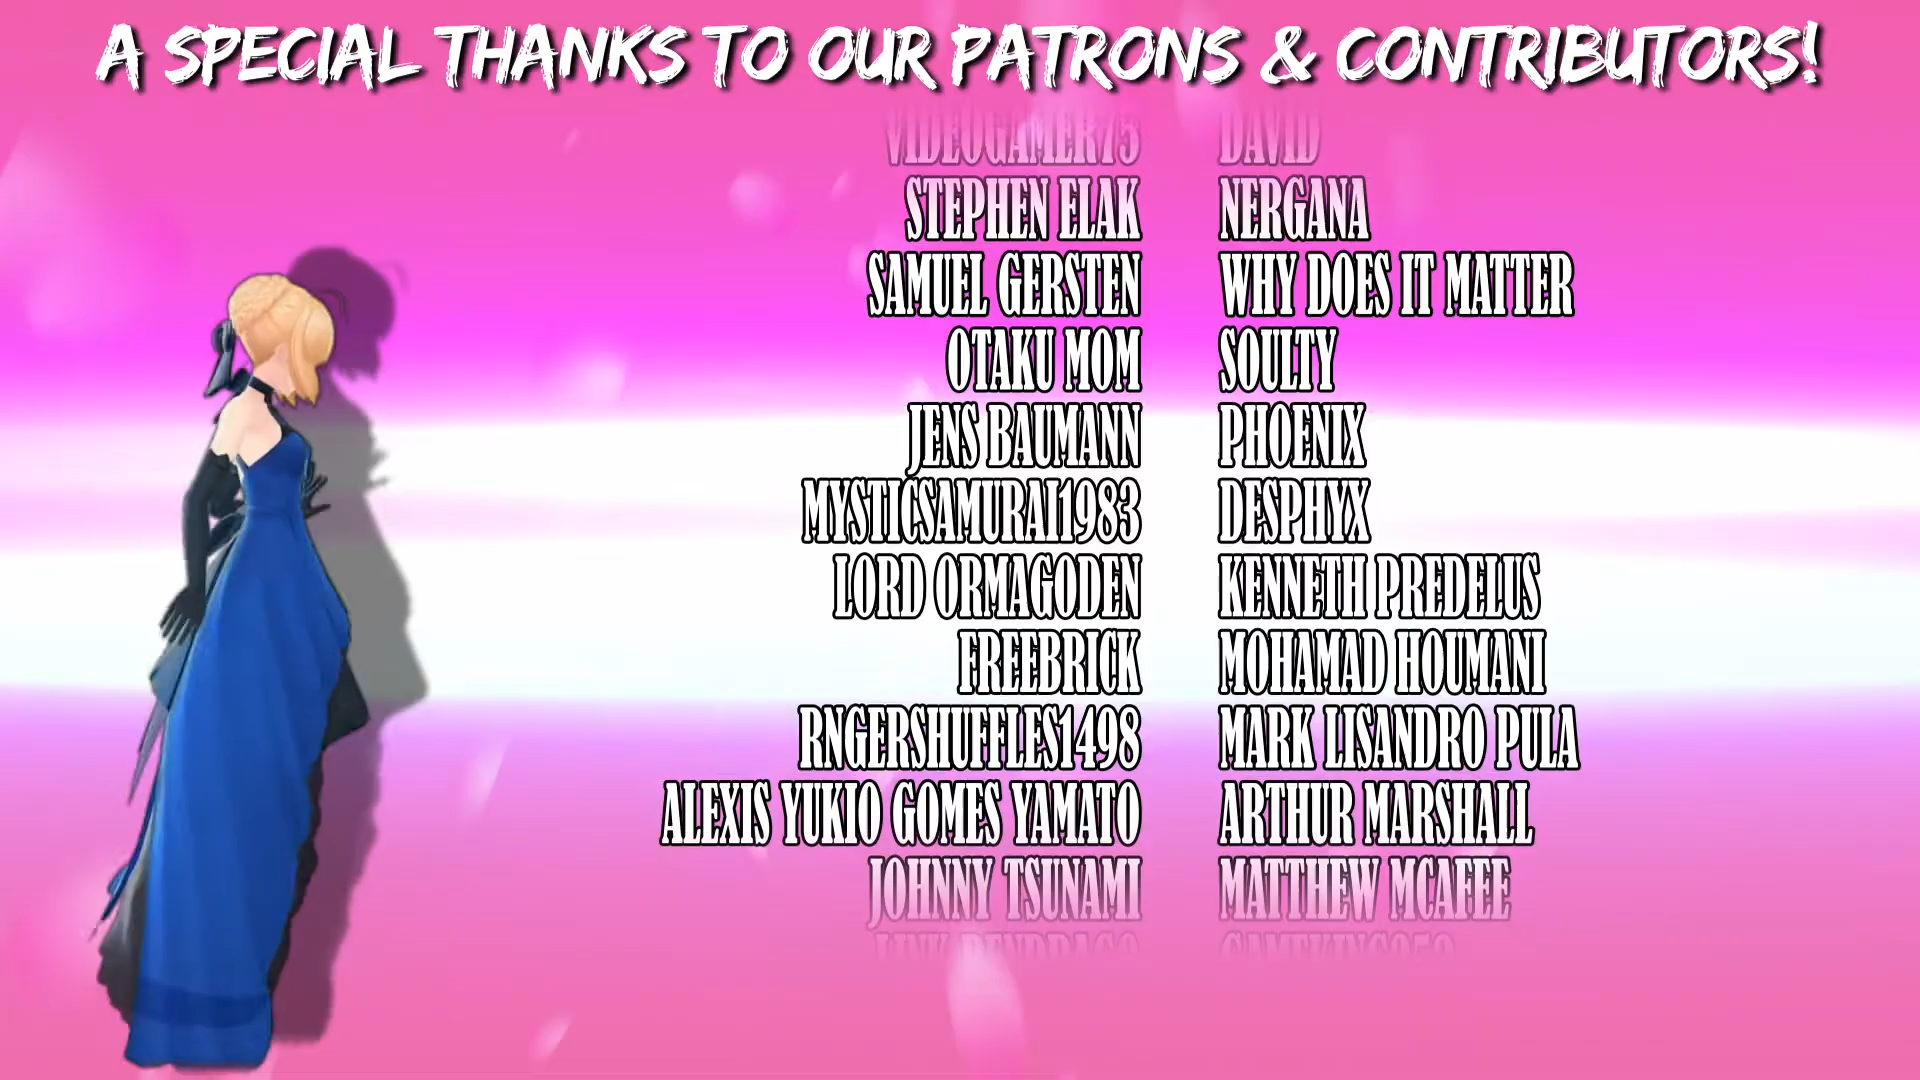 A SPECIAL THANKS TO OUR PATRONS & CONTRIBUTORS!
VIDEOGAMER75 DAVID
STEPHEN ELAK NERGANA
SAMUEL GERSTEN WHY DOES IT MATTER
OTAKU MOM SOULTY
JENS BAUMANN PHOENIX
MYSTICSAMURAI1983 DESPHYX
LORD ORMAGODEN KENNETH PREDELUS
FREEBRICK MOHAMAD HOUMANI
RNGERSHUFFLES1498 MARK LISANDRO PULA
ALEXIS YUKIO GOMES YAMATO ARTHUR MARSHALL
JOHNNY TSUNAMI MATTHEW MCAFEE